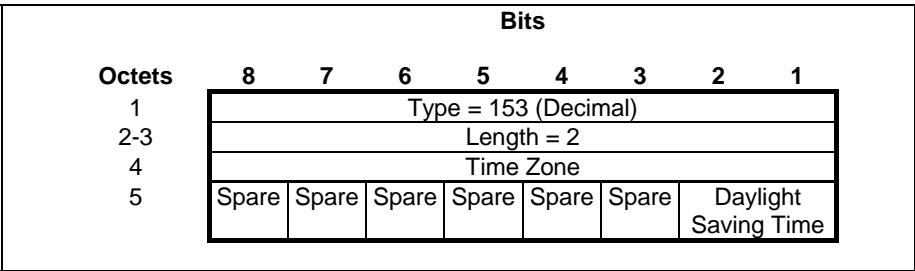 Bits
Octets 8 7 6 5 4 3 2 1
1 Type = 153 (Decimal)
2-3 Length = 2
4 Time Zone
5 Spare Spare Spare Spare Spare Spare Daylight
Saving Time